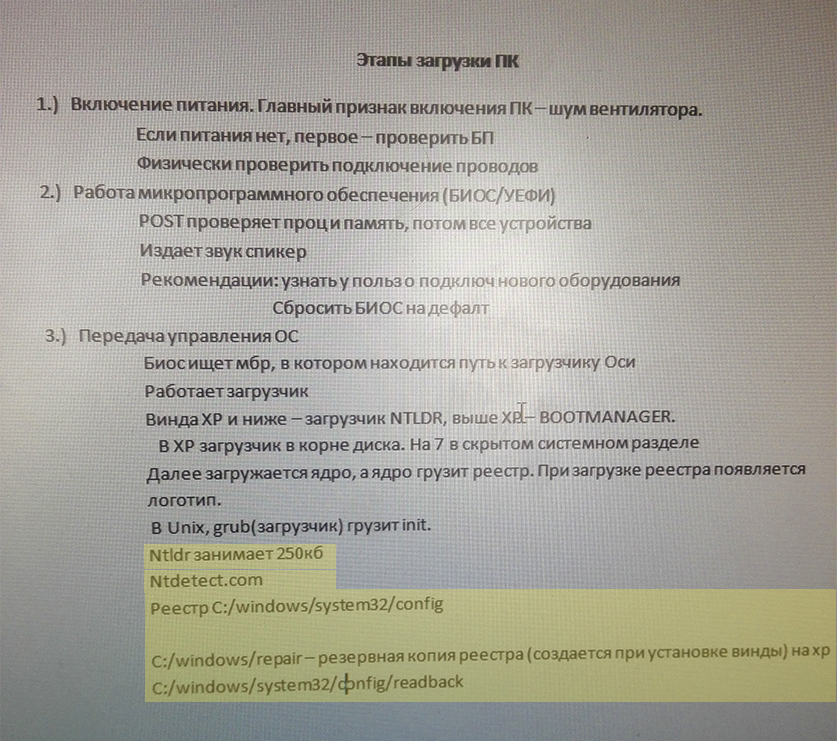 Этапы загрузки ПК
1.) Включение питания. Главный признак включения ПК – шум вентилятора.
Если питания нет, первое – проверить БП
Физически проверить подключение проводов
2.) Работа микропрограммного обеспечения (БИОС/УЕФИ)
POST проверяет проц и память, потом все устройства
Издает звук спикер
Рекомендации: узнать у польз о подключ нового оборудования
Сбросить БИОС на дефалт
3.) Передача управления ОС
Биос ищет мбр, в котором находится путь к загрузчику Оси
Работает загрузчик
Винда XP и ниже – загрузчик NTLDR, выше XP – BOOTMANAGER.
В XP загрузчик в корне диска. На 7 в скрытом системном разделе
Далее загружается ядро, а ядро грузит реестр. При загрузке реестра появляется
логотип.
В Unix, grub(загрузчик) грузит init.
Ntldr занимает 250кб
Ntdetect.com
Реестр C:/windows/system32/config
C:/windows/repair – резервная копия реестра (создается при установке винды) на хр
C:/windows/system32/config/readback